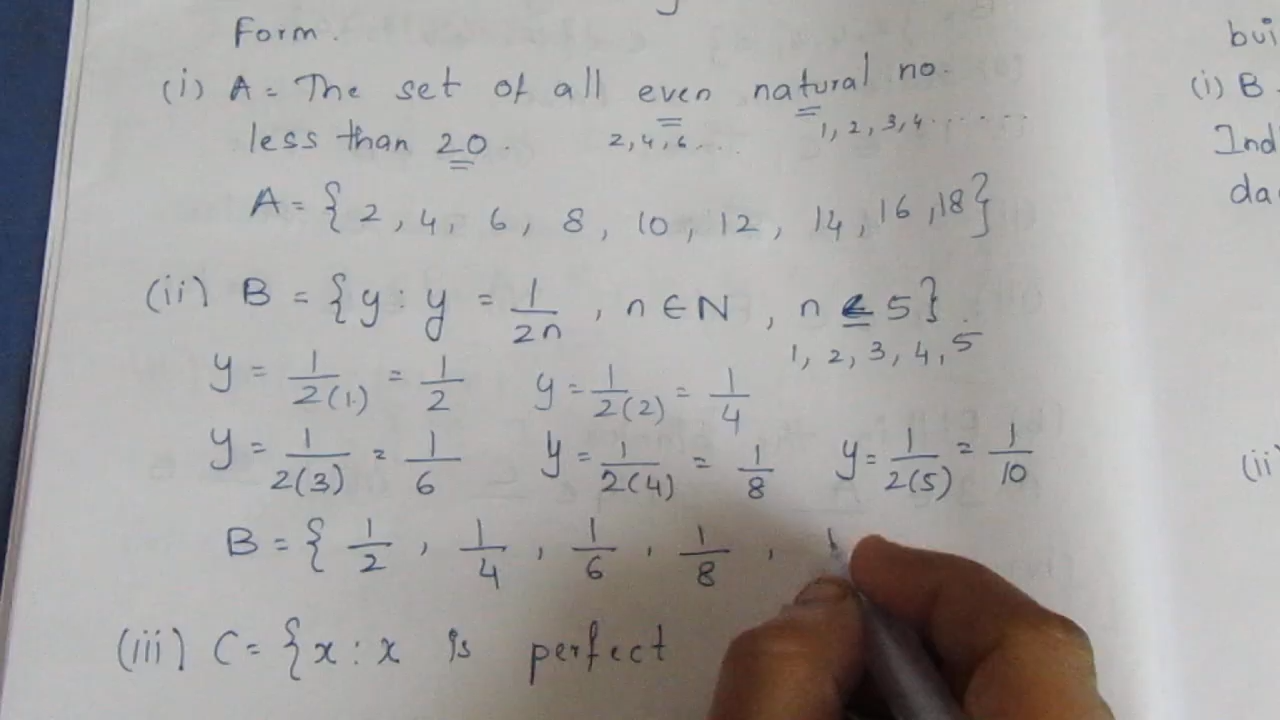 Form.
(i) A = The set of all even natural no.
less than 20. 2, 4, 6... 1, 2, 3, 4......
A = { 2, 4, 6, 8, 10, 12, 14, 16, 18}
(ii) B = {y : y = 1/2n, n ∈ N, n ≤ 5}.
1, 2, 3, 4, 5
y = 1/2(1.) = 1/2 y = 1/2(2) = 1/4
y = 1/2(3) = 1/6 y = 1/2(4) = 1/8 y = 1/2(5) = 1/10
B = { 1/2, 1/4, 1/6, 1/8, 1
(iii) C = {x : x is perfect
bui
(i) B
Ind
da
(ii